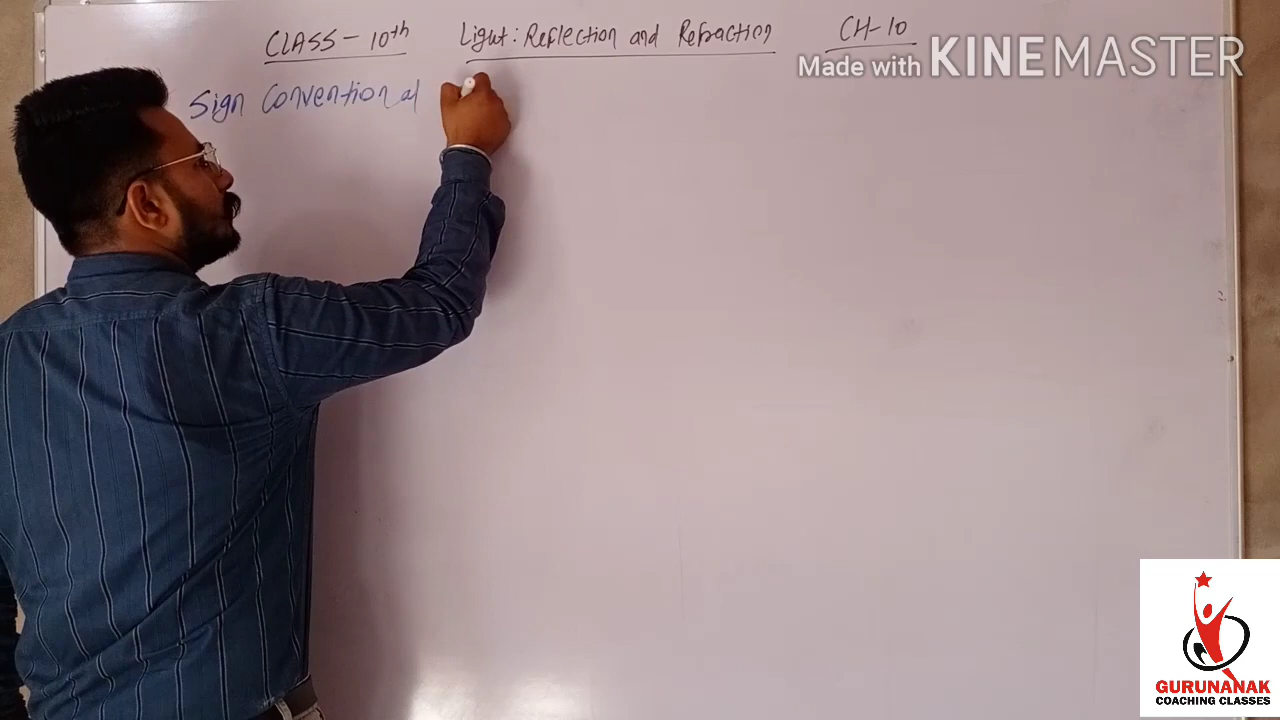 CLASS - 10th Light: Reflection and Refraction CH-10
Made with KINEMASTER
Sign Conventional
GURUNANAK
COACHING CLASSES